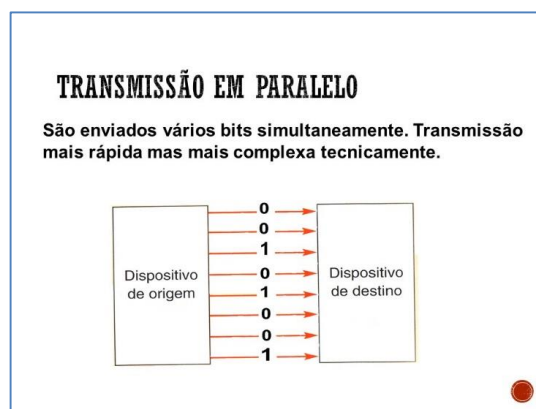 TRANSMISSÃO EM PARALELO
São enviados vários bits simultaneamente. Transmissão
mais rápida mas mais complexa tecnicamente.
0
0
1
0
1
0
0
1
Dispositivo
de origem
Dispositivo
de destino